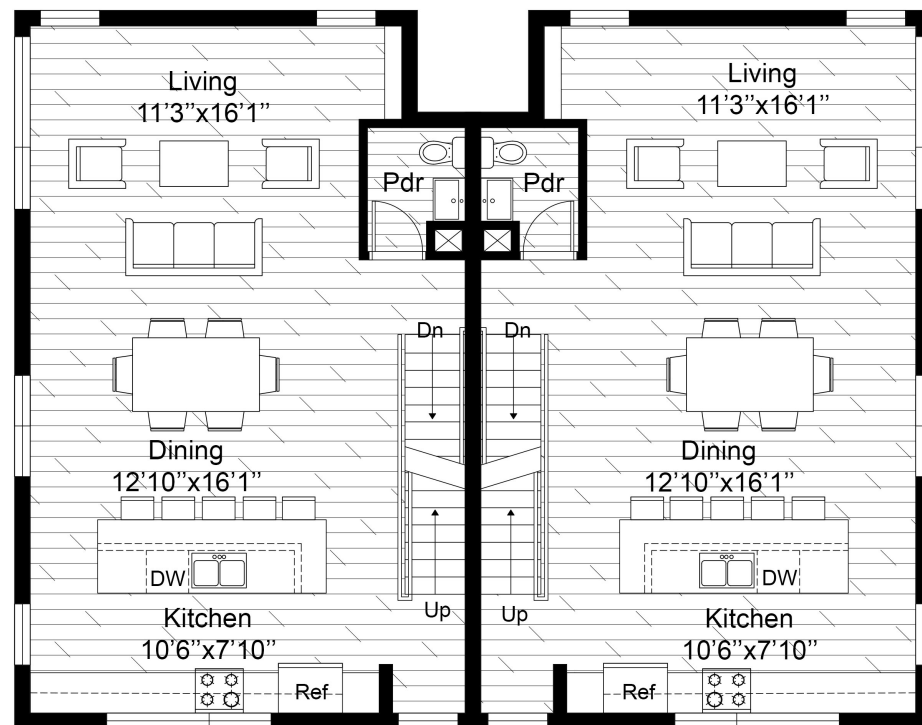 Living
11'3''x16'1''
Living
11'3''x16'1''
Pdr
Pdr
Dn
Dn
Dining
12'10''x16'1''
Dining
12'10''x16'1''
DW
DW
Up
Up
Kitchen
10'6''x7'10''
Kitchen
10'6''x7'10''
Ref
Ref